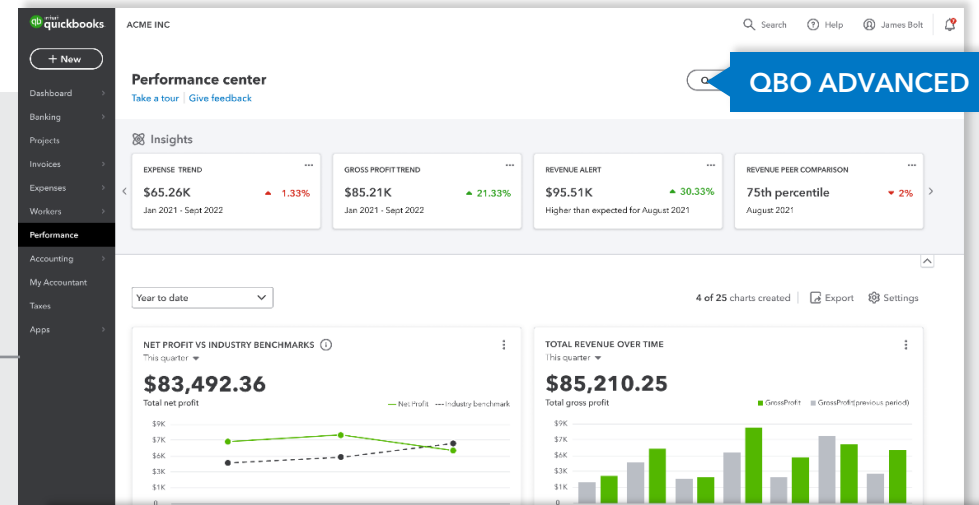 intuit
quickbooks.
ACME INC
Search
Help
James Bolt
+ New
Performance center
Take a tour | Give feedback
QBO ADVANCED
Dashboard
Banking
Projects
Invoices
Expenses
Workers
Performance
Accounting
My Accountant
Taxes
Apps
Insights
EXPENSE TREND
$65.26K 1.33%
Jan 2021 - Sept 2022
GROSS PROFIT TREND
$85.21K 21.33%
Jan 2021 - Sept 2022
REVENUE ALERT
$95.51K 30.33%
Higher than expected for August 2021
REVENUE PEER COMPARISON
75th percentile 2%
August 2021
Year to date
4 of 25 charts created | Export Settings
NET PROFIT VS INDUSTRY BENCHMARKS
This quarter
$83,492.36
Total net profit
Net Profit Industry benchmark
$9K
$7K
$6K
$3K
$1K
0
TOTAL REVENUE OVER TIME
This quarter
$85,210.25
Total gross profit
GrossProfit GrossProfit(previous period)
$9K
$7K
$6K
$3K
$1K
0